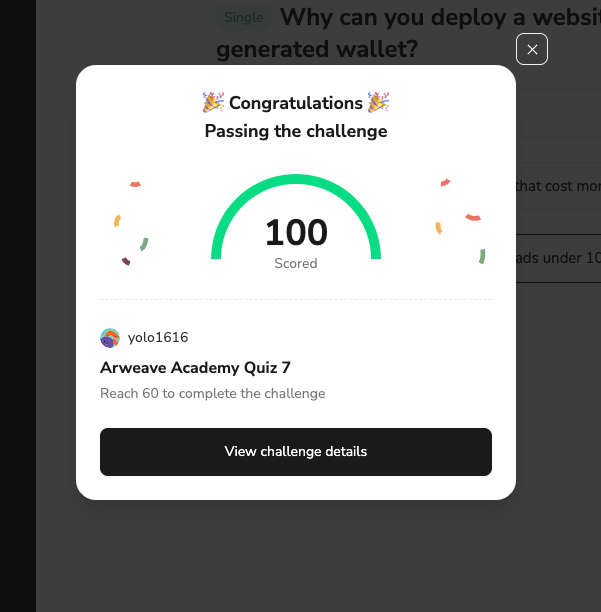 Single Why can you deploy a websit
generated wallet?
Congratulations
Passing the challenge
100
Scored
that cost mor
ads under 10
yolo1616
Arweave Academy Quiz 7
Reach 60 to complete the challenge
View challenge details